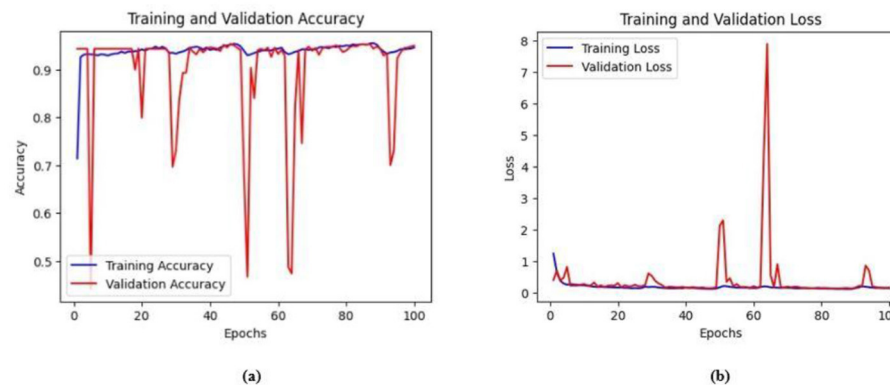 Training and Validation Accuracy
0.9
0.8
0.7
0.6
0.5
Accuracy
Training Accuracy
Validation Accuracy
0 20 40 60 80 100
Epochs
(a)
Training and Validation Loss
8
7
6
5
4
3
2
1
0
Loss
Training Loss
Validation Loss
0 20 40 60 80 100
Epochs
(b)